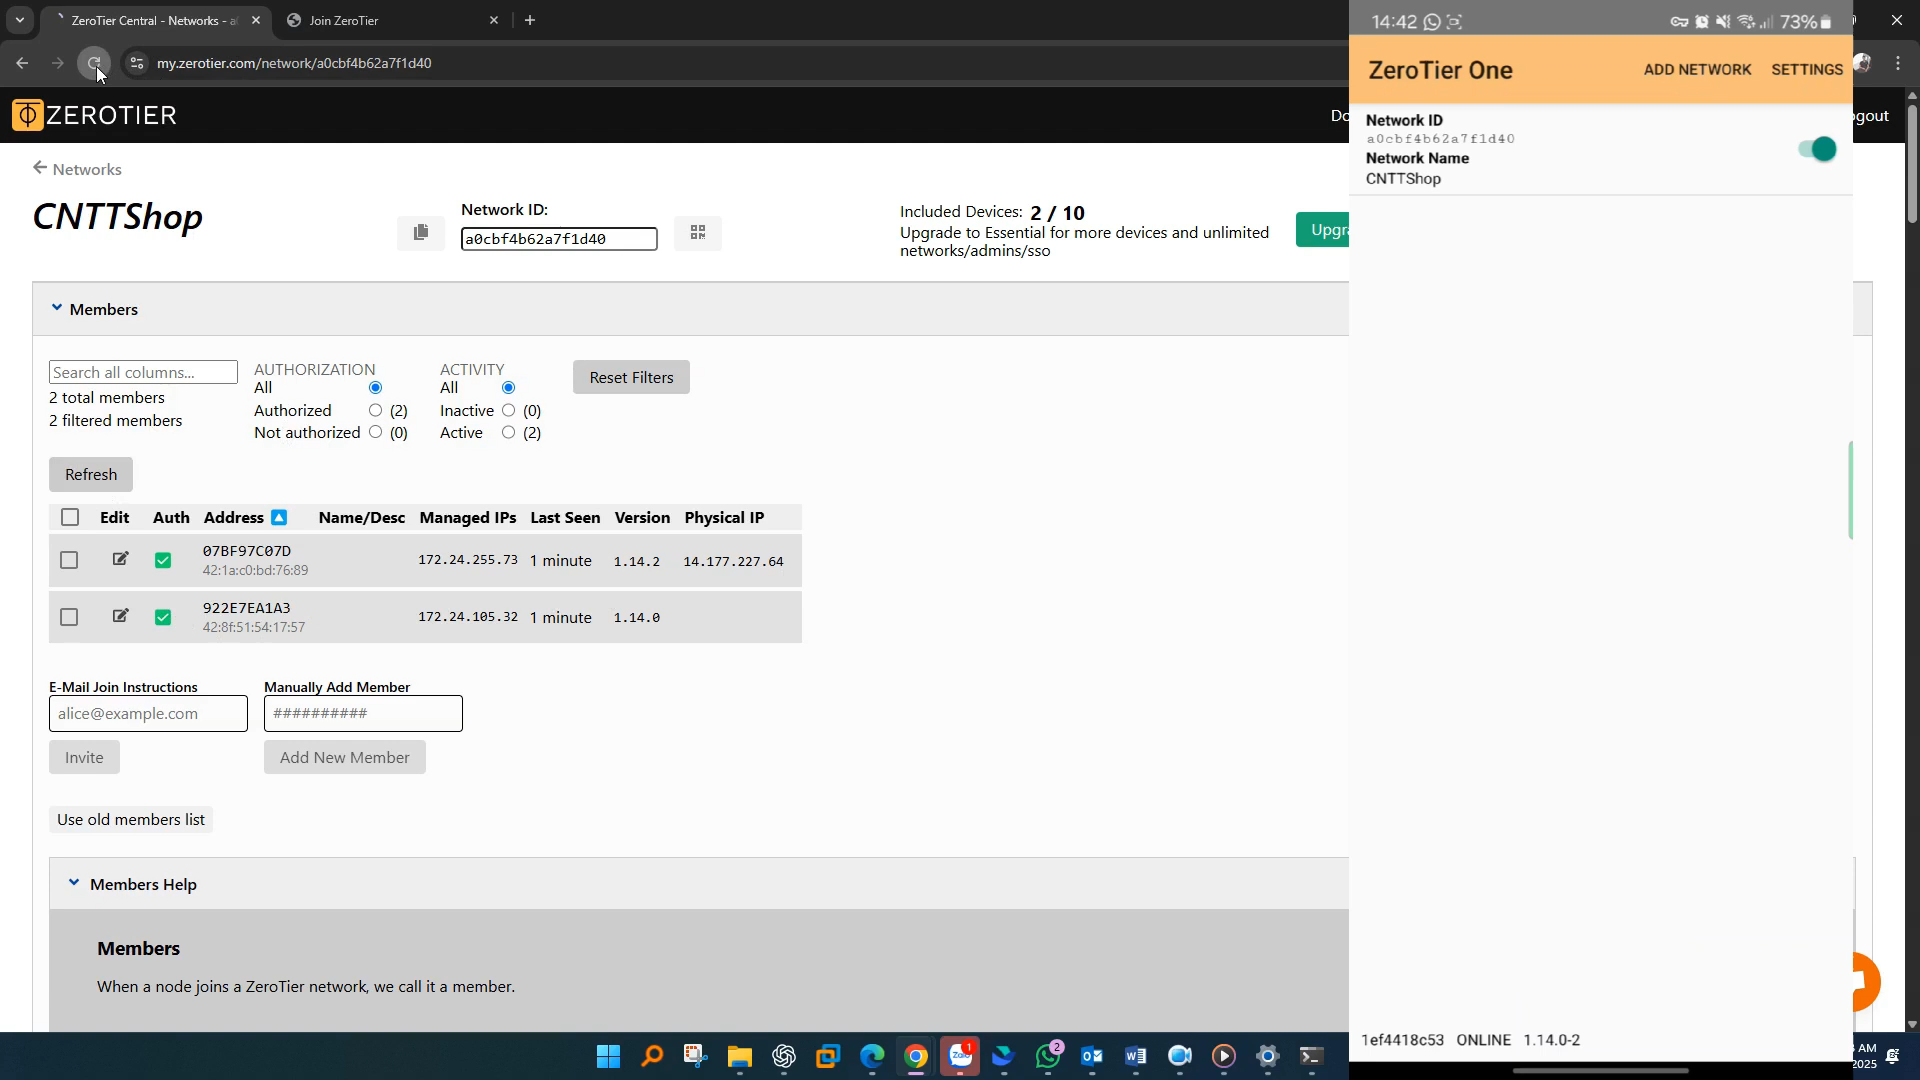 ZeroTier Central - Networks - a
Join ZeroTier
my.zerotier.com/network/a0cbf4b62a7f1d40
ZEROTIER
Do
gout
Networks
CNTTShop
Network ID:
a0cbf4b62a7f1d40
Included Devices: 2 / 10
Upgrade to Essential for more devices and unlimited
networks/admins/sso
Upgra
Members
Search all columns...
2 total members
2 filtered members
AUTHORIZATION
All
Authorized (2)
Not authorized (0)
ACTIVITY
All
Inactive (0)
Active (2)
Reset Filters
Refresh
Edit Auth Address Name/Desc Managed IPs Last Seen Version Physical IP
07BF97C07D
42:1a:c0:bd:76:89
172.24.255.73 1 minute 1.14.2 14.177.227.64
922E7EA1A3
42:8f:51:54:17:57
172.24.105.32 1 minute 1.14.0
E-Mail Join Instructions
alice@example.com
Invite
Manually Add Member
##########
Add New Member
Use old members list
Members Help
Members
When a node joins a ZeroTier network, we call it a member.
14:42
73%
ZeroTier One
ADD NETWORK SETTINGS
Network ID
a0cbf4b62a7f1d40
Network Name
CNTTShop
1ef4418c53 ONLINE 1.14.0-2
Zalo
1
2
AM
2025